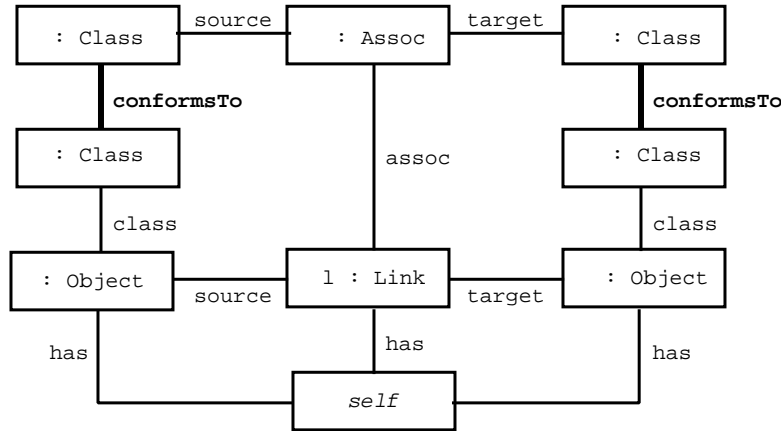 source
target
: Class
: Assoc
: Class
conformsTo
conformsTo
: Class
: Class
assoc
class
class
: Object
l : Link
: Object
source
target
has
has
has
self